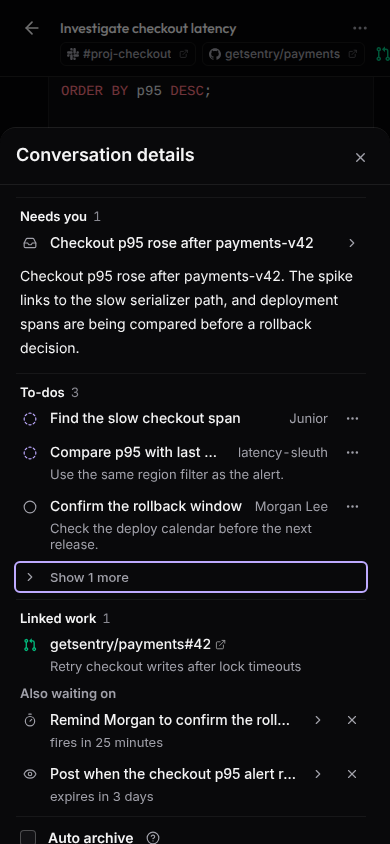 Investigate checkout latency
#proj-checkout
getsentry/payments
ORDER BY p95 DESC;
Conversation details
Needs you 1
Checkout p95 rose after payments-v42
Checkout p95 rose after payments-v42. The spike
links to the slow serializer path, and deployment
spans are being compared before a rollback
decision.
To-dos 3
Find the slow checkout span Junior
Compare p95 with last ... latency-sleuth
Use the same region filter as the alert.
Confirm the rollback window Morgan Lee
Check the deploy calendar before the next
release.
Show 1 more
Linked work 1
getsentry/payments#42
Retry checkout writes after lock timeouts
Also waiting on
Remind Morgan to confirm the roll...
fires in 25 minutes
Post when the checkout p95 alert r...
expires in 3 days
Auto archive